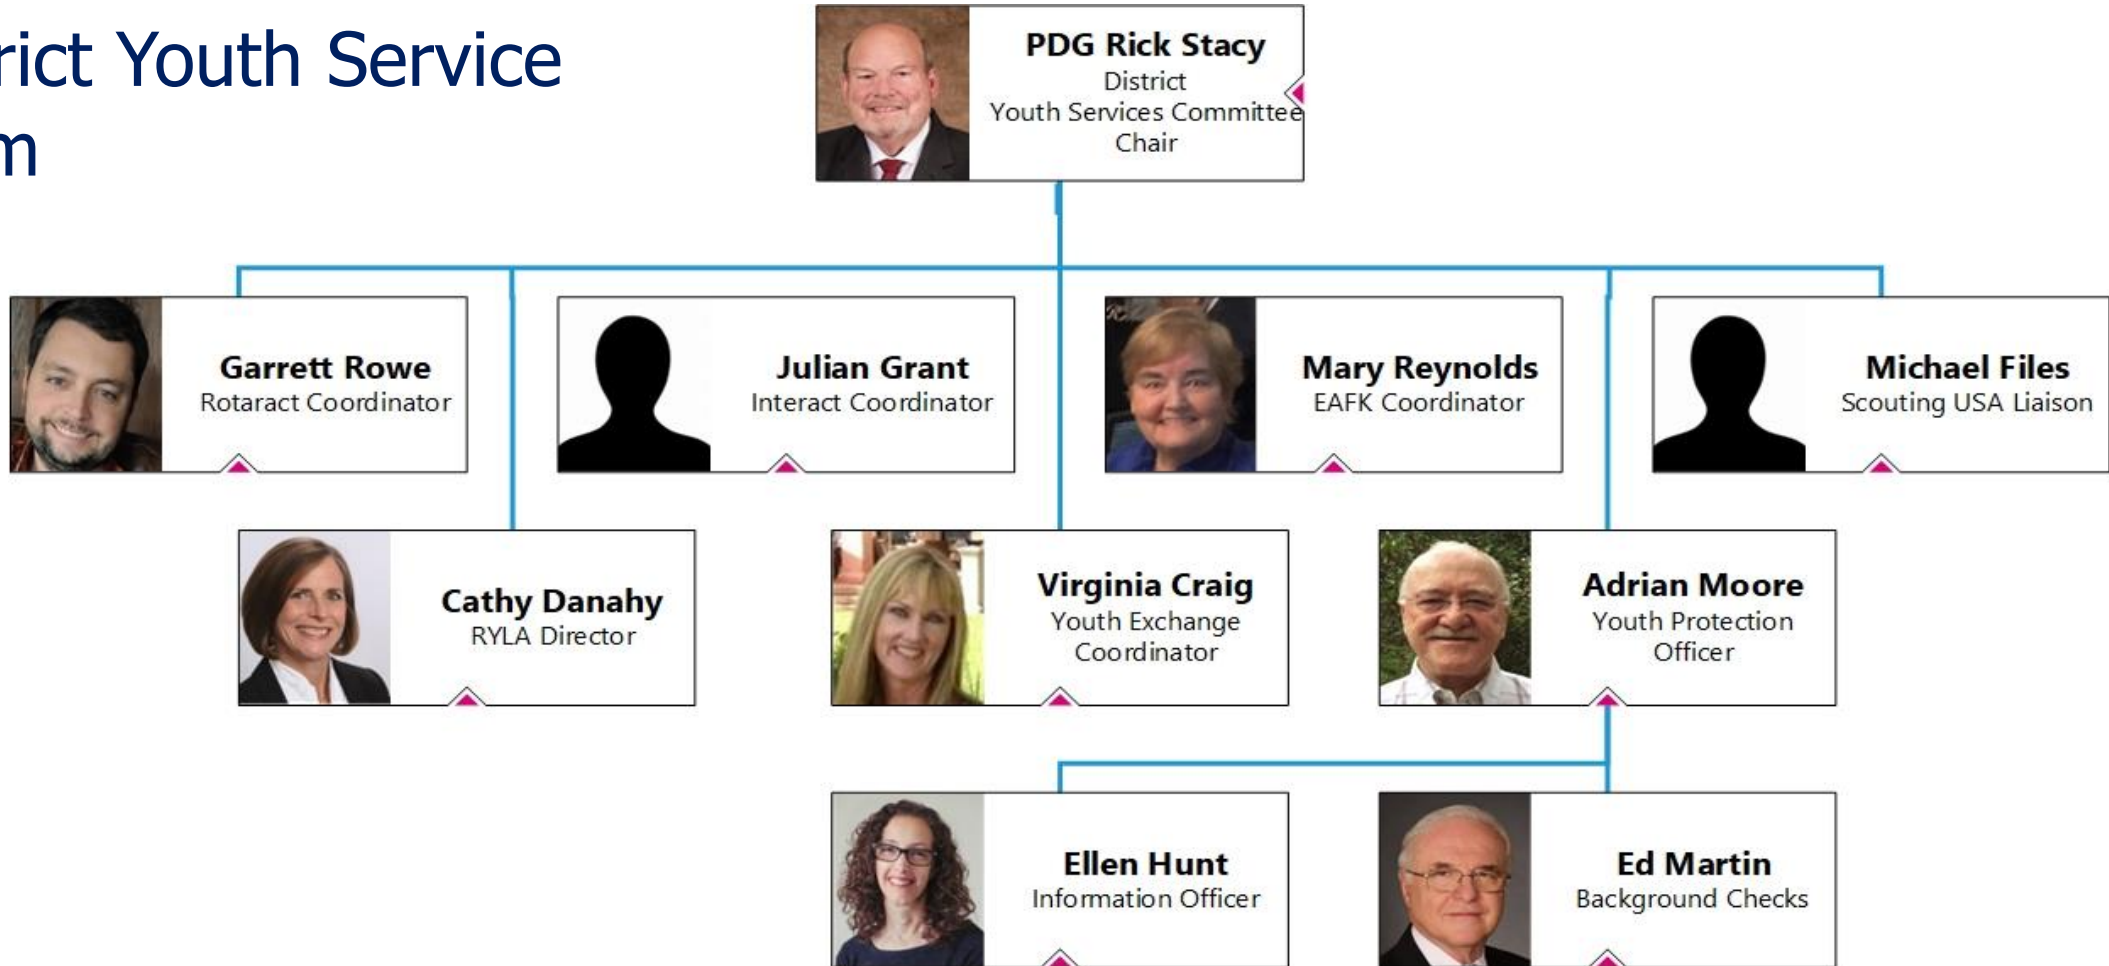 rict Youth Service
m
PDG Rick Stacy
District
Youth Services Committee
Chair
Garrett Rowe
Rotaract Coordinator
Julian Grant
Interact Coordinator
Mary Reynolds
EAFK Coordinator
Michael Files
Scouting USA Liaison
Cathy Danahy
RYLA Director
Virginia Craig
Youth Exchange
Coordinator
Adrian Moore
Youth Protection
Officer
Ellen Hunt
Information Officer
Ed Martin
Background Checks